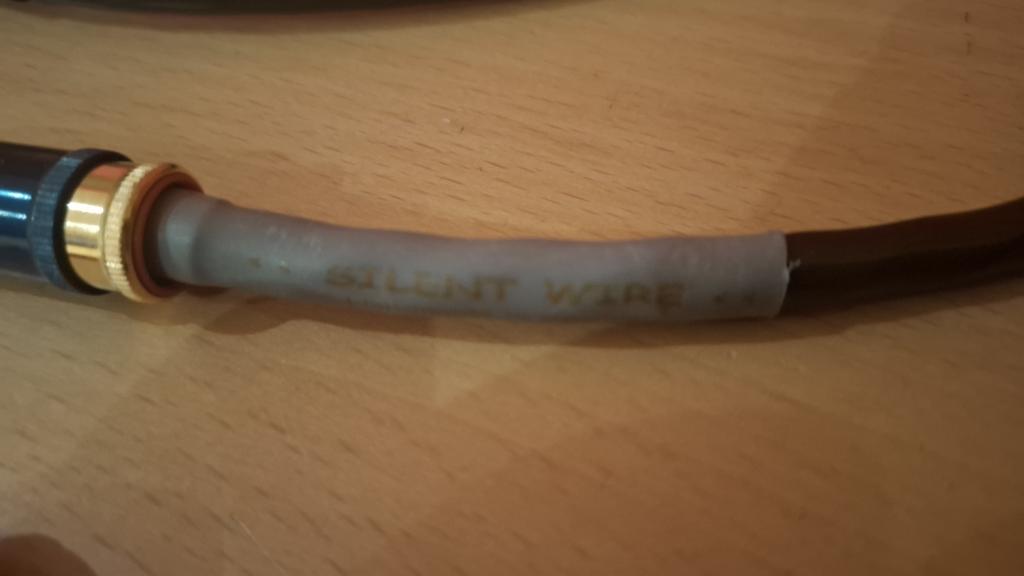 • • SILENT WIRE • •